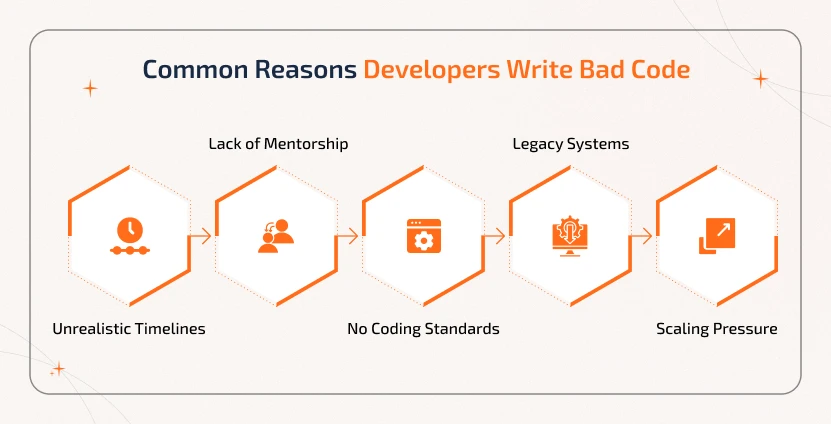 Common Reasons Developers Write Bad Code
Lack of Mentorship
Legacy Systems
Unrealistic Timelines
No Coding Standards
Scaling Pressure